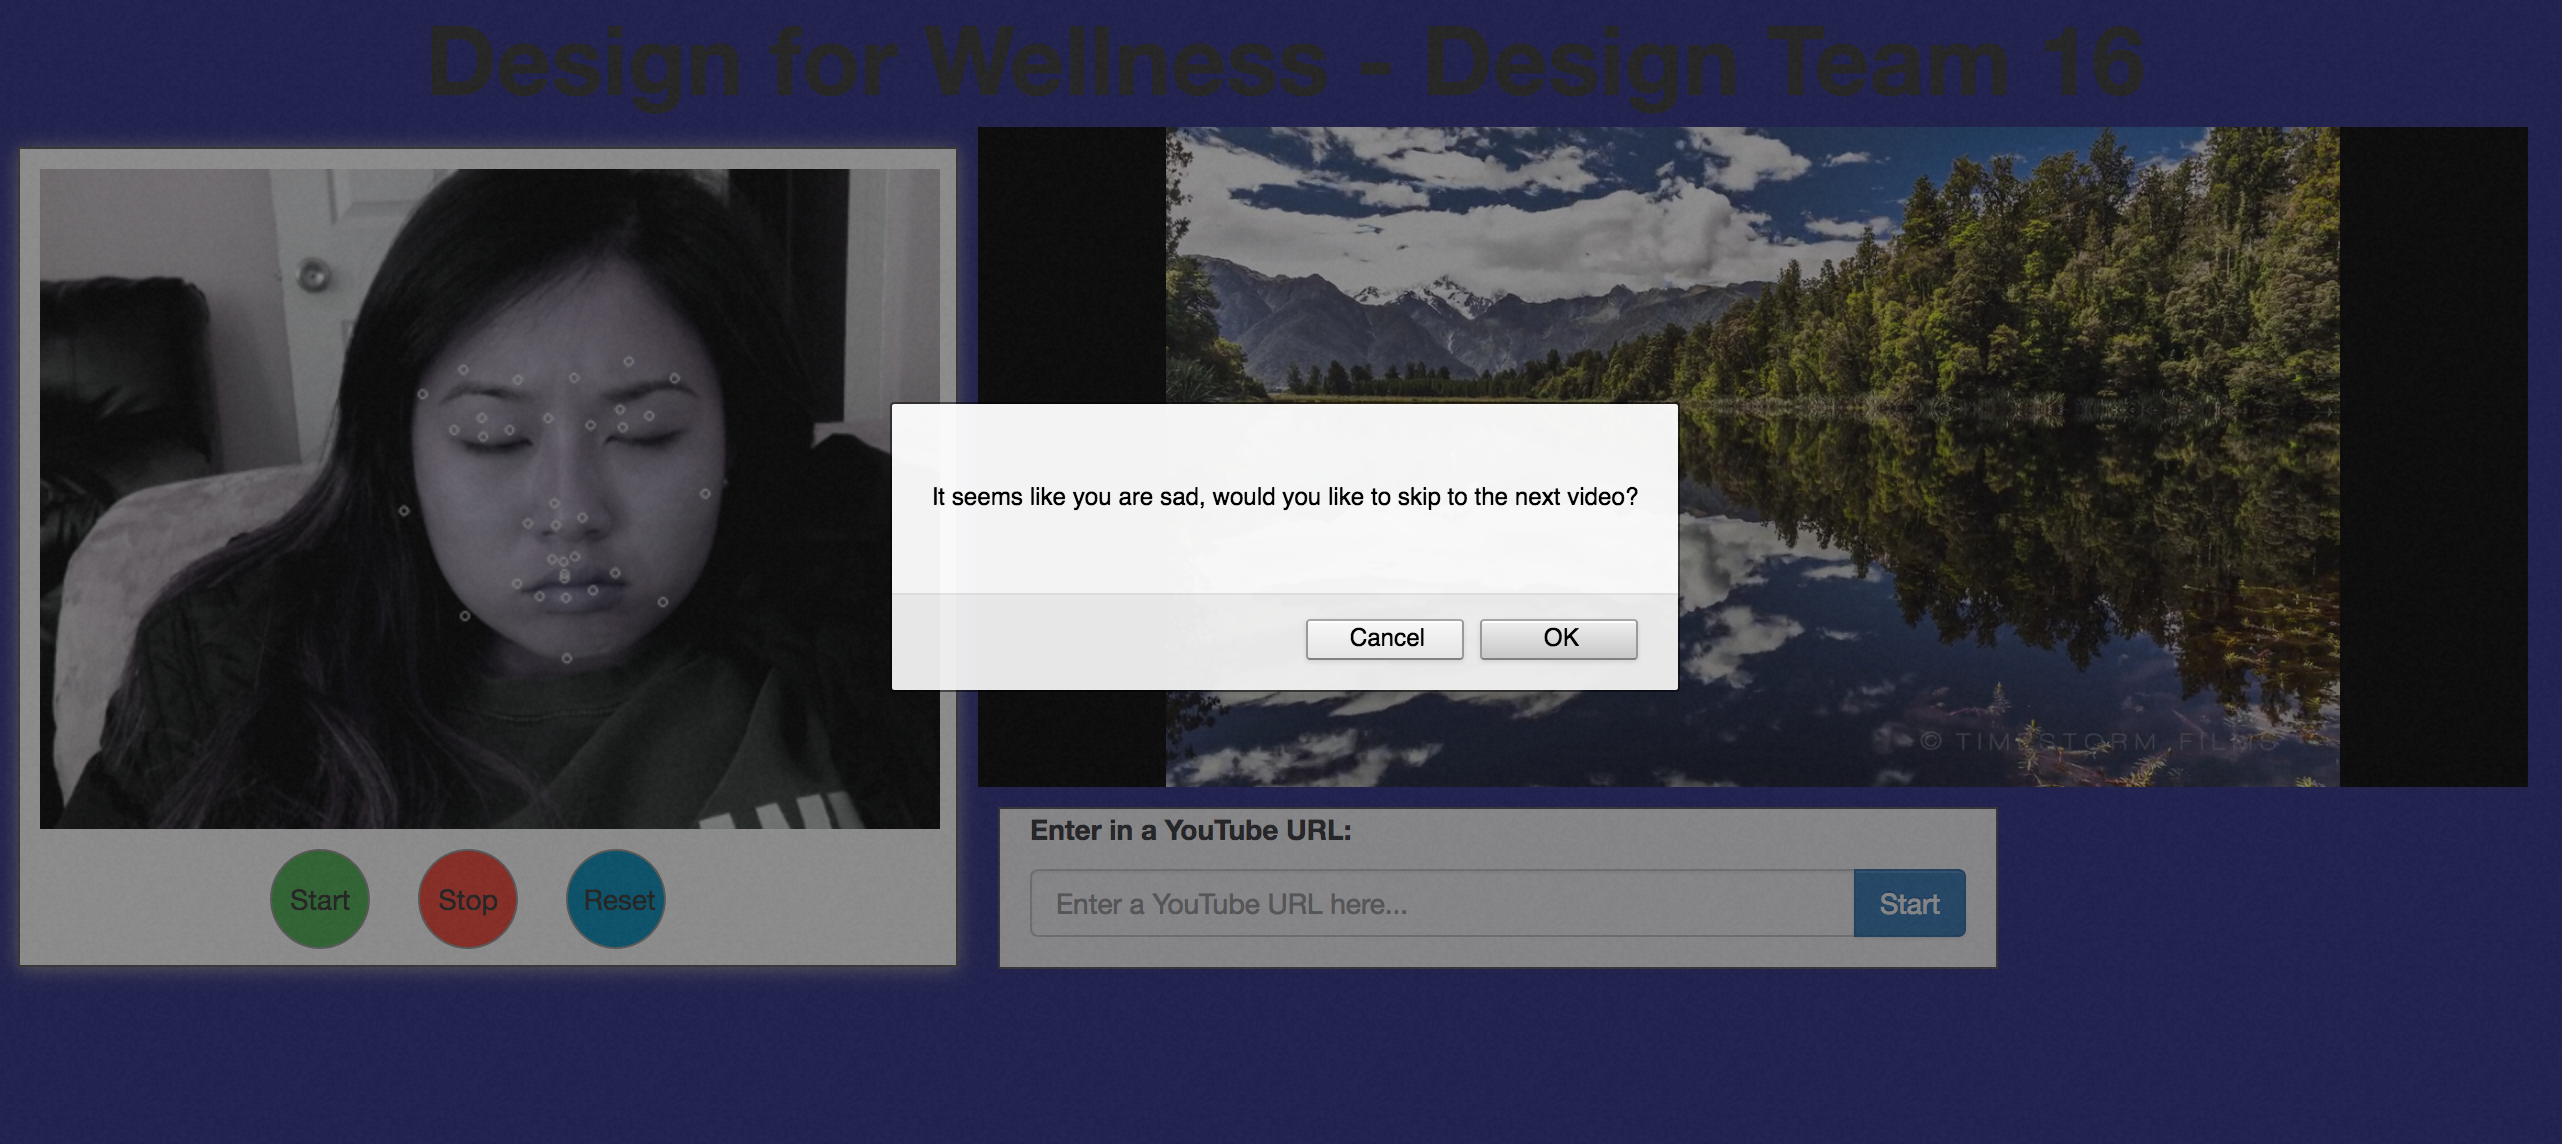 Design for Wellness - Design Team 16
It seems like you are sad, would you like to skip to the next video?
Cancel
OK
© TIMESTORM FILMS
Start
Stop
Reset
Enter in a YouTube URL:
Enter a YouTube URL here...
Start